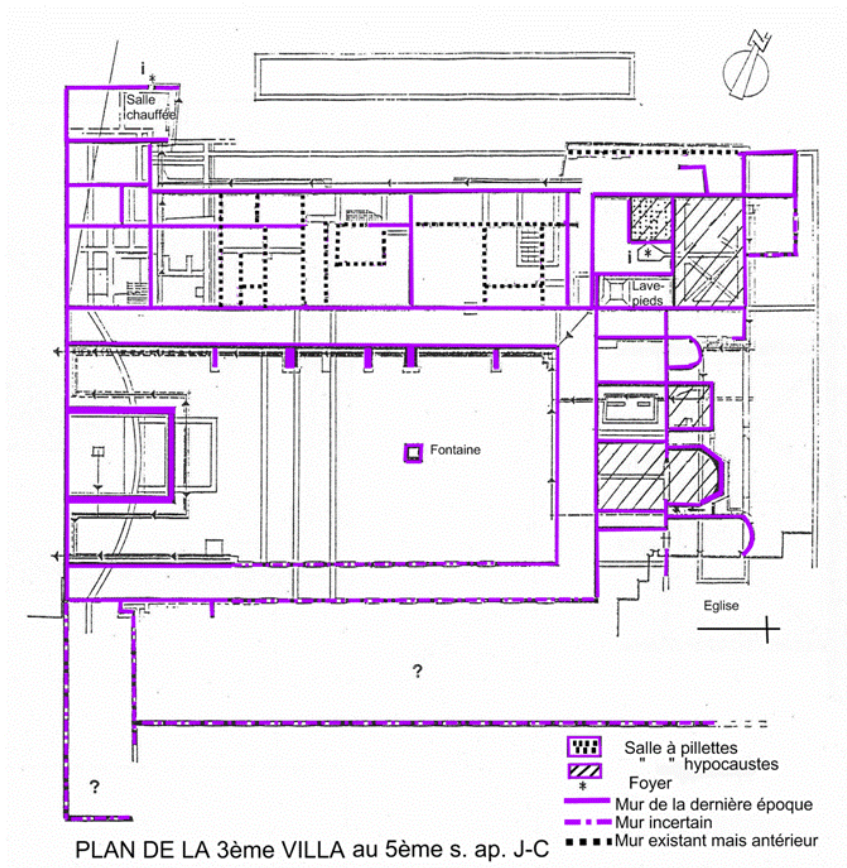 N
i
*
Salle
chauffée
i
*
Lave-
pieds
Fontaine
Eglise
?
?
Salle à pillettes
"   " hypocaustes
* Foyer
Mur de la dernière époque
Mur incertain
Mur existant mais antérieur
PLAN DE LA 3ème VILLA au 5ème s. ap. J-C